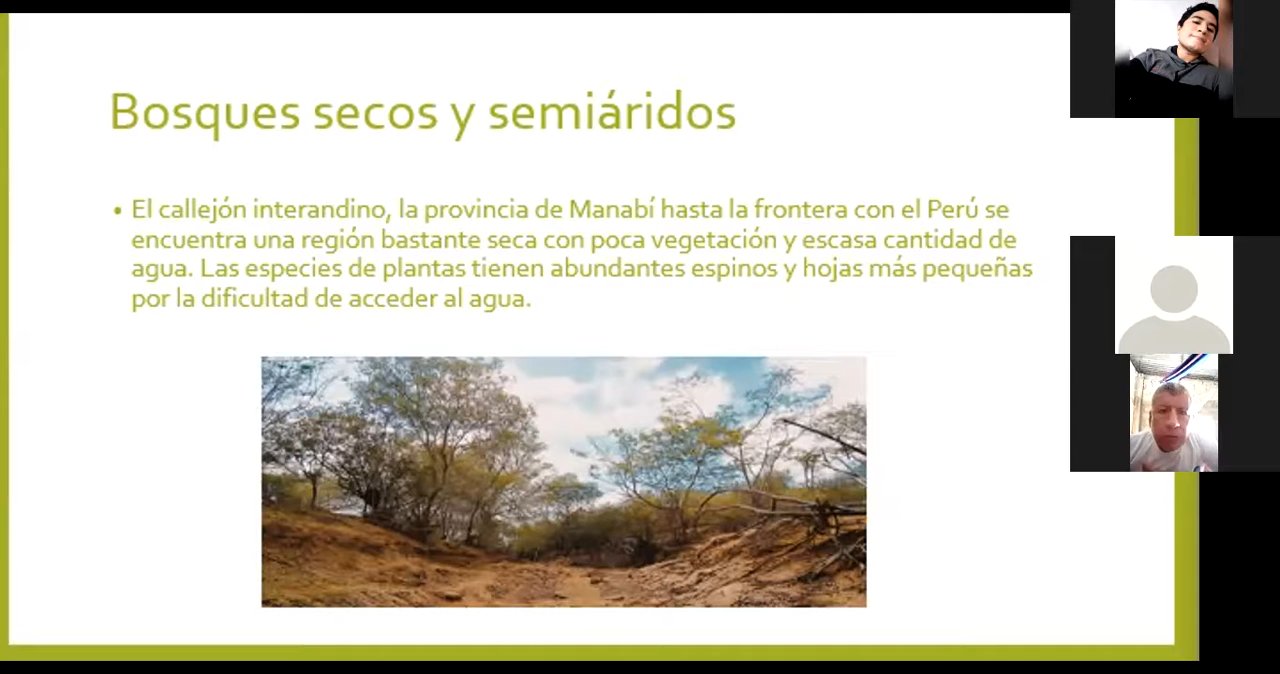 Bosques secos y semiáridos
• El callejón interandino, la provincia de Manabí hasta la frontera con el Perú se
encuentra una región bastante seca con poca vegetación y escasa cantidad de
agua. Las especies de plantas tienen abundantes espinos y hojas más pequeñas
por la dificultad de acceder al agua.